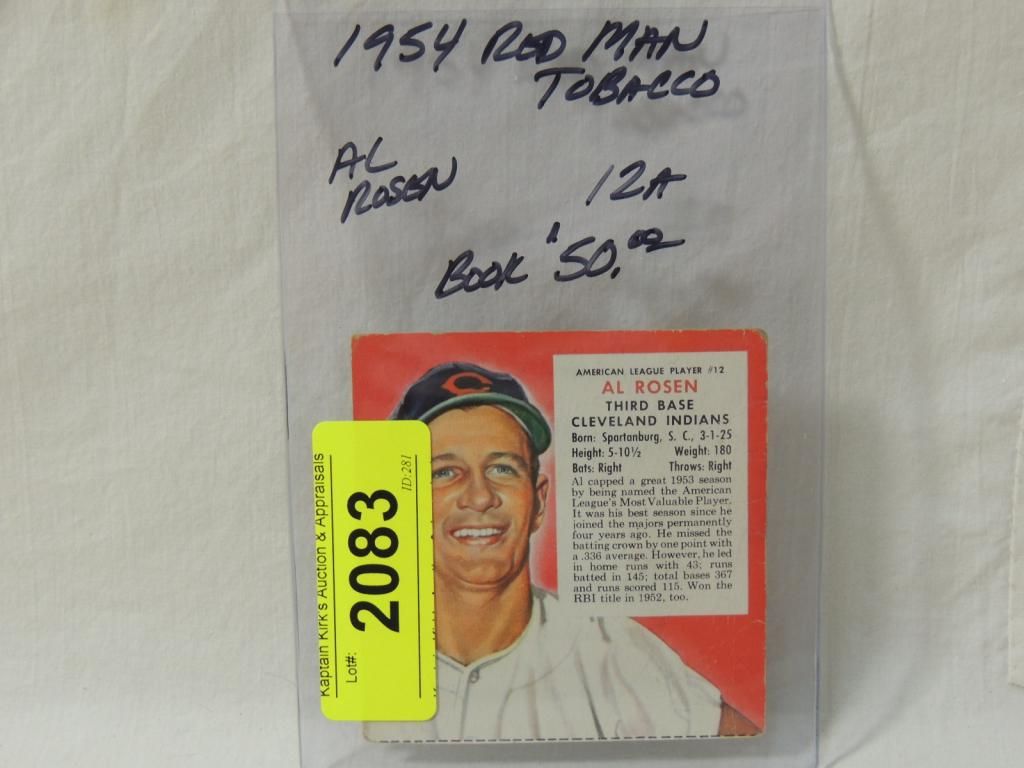 1954 RED MAN
TOBACCO
AL
ROSEN
12A
BOOK $50.00
AMERICAN LEAGUE PLAYER #12
AL ROSEN
THIRD BASE
CLEVELAND INDIANS
Born: Spartanburg, S. C., 3-1-25
Height: 5-10½ Weight: 180
Bats: Right Throws: Right
Al capped a great 1953 season
by being named the American
League's Most Valuable Player.
It was his best season since he
joined the majors permanently
four years ago. He missed the
batting crown by one point with
a .336 average. However, he led
in home runs with 43; runs
batted in 145; total bases 367
and runs scored 115. Won the
RBI title in 1952, too.
C
Kaptain Kirk's Auction & Appraisals
Lot#: 2083
ID:281